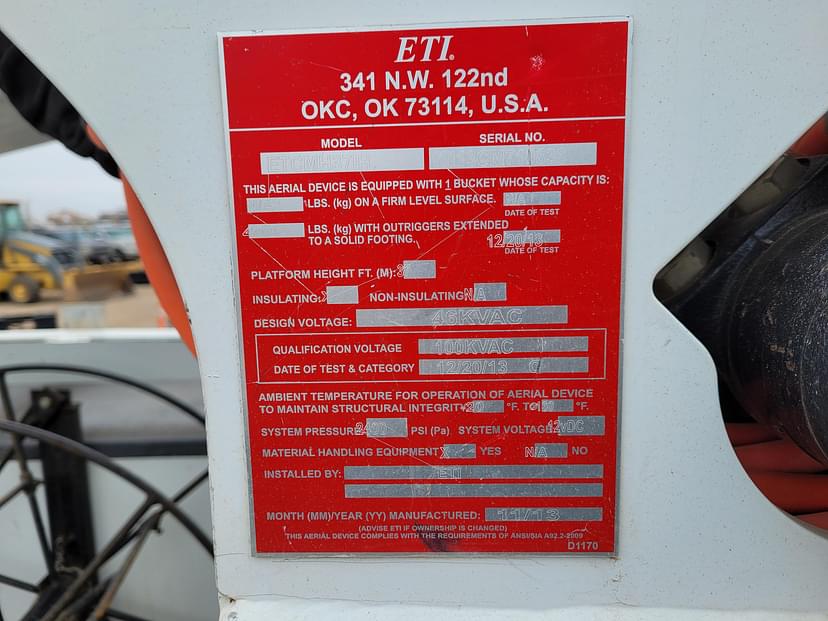 ETI®
341 N.W. 122nd
OKC, OK 73114, U.S.A.
MODEL SERIAL NO.
THIS AERIAL DEVICE IS EQUIPPED WITH 1 BUCKET WHOSE CAPACITY IS:
LBS. (kg) ON A FIRM LEVEL SURFACE.
DATE OF TEST
LBS. (kg) WITH OUTRIGGERS EXTENDED
TO A SOLID FOOTING. 12/20/13
DATE OF TEST
PLATFORM HEIGHT FT. (M):
INSULATING: X NON-INSULATING: N/A
DESIGN VOLTAGE: 46KVAC
QUALIFICATION VOLTAGE 100KVAC
DATE OF TEST & CATEGORY 12/20/13 C
AMBIENT TEMPERATURE FOR OPERATION OF AERIAL DEVICE
TO MAINTAIN STRUCTURAL INTEGRITY: °F. TO °F.
SYSTEM PRESSURE PSI (Pa) SYSTEM VOLTAGE 12VDC
MATERIAL HANDLING EQUIPMENT X YES N/A NO
INSTALLED BY: ETI
MONTH (MM)/YEAR (YY) MANUFACTURED: 11/13
(ADVISE ETI IF OWNERSHIP IS CHANGED)
THIS AERIAL DEVICE COMPLIES WITH THE REQUIREMENTS OF ANSI/SIA A92.2-2009
D1170